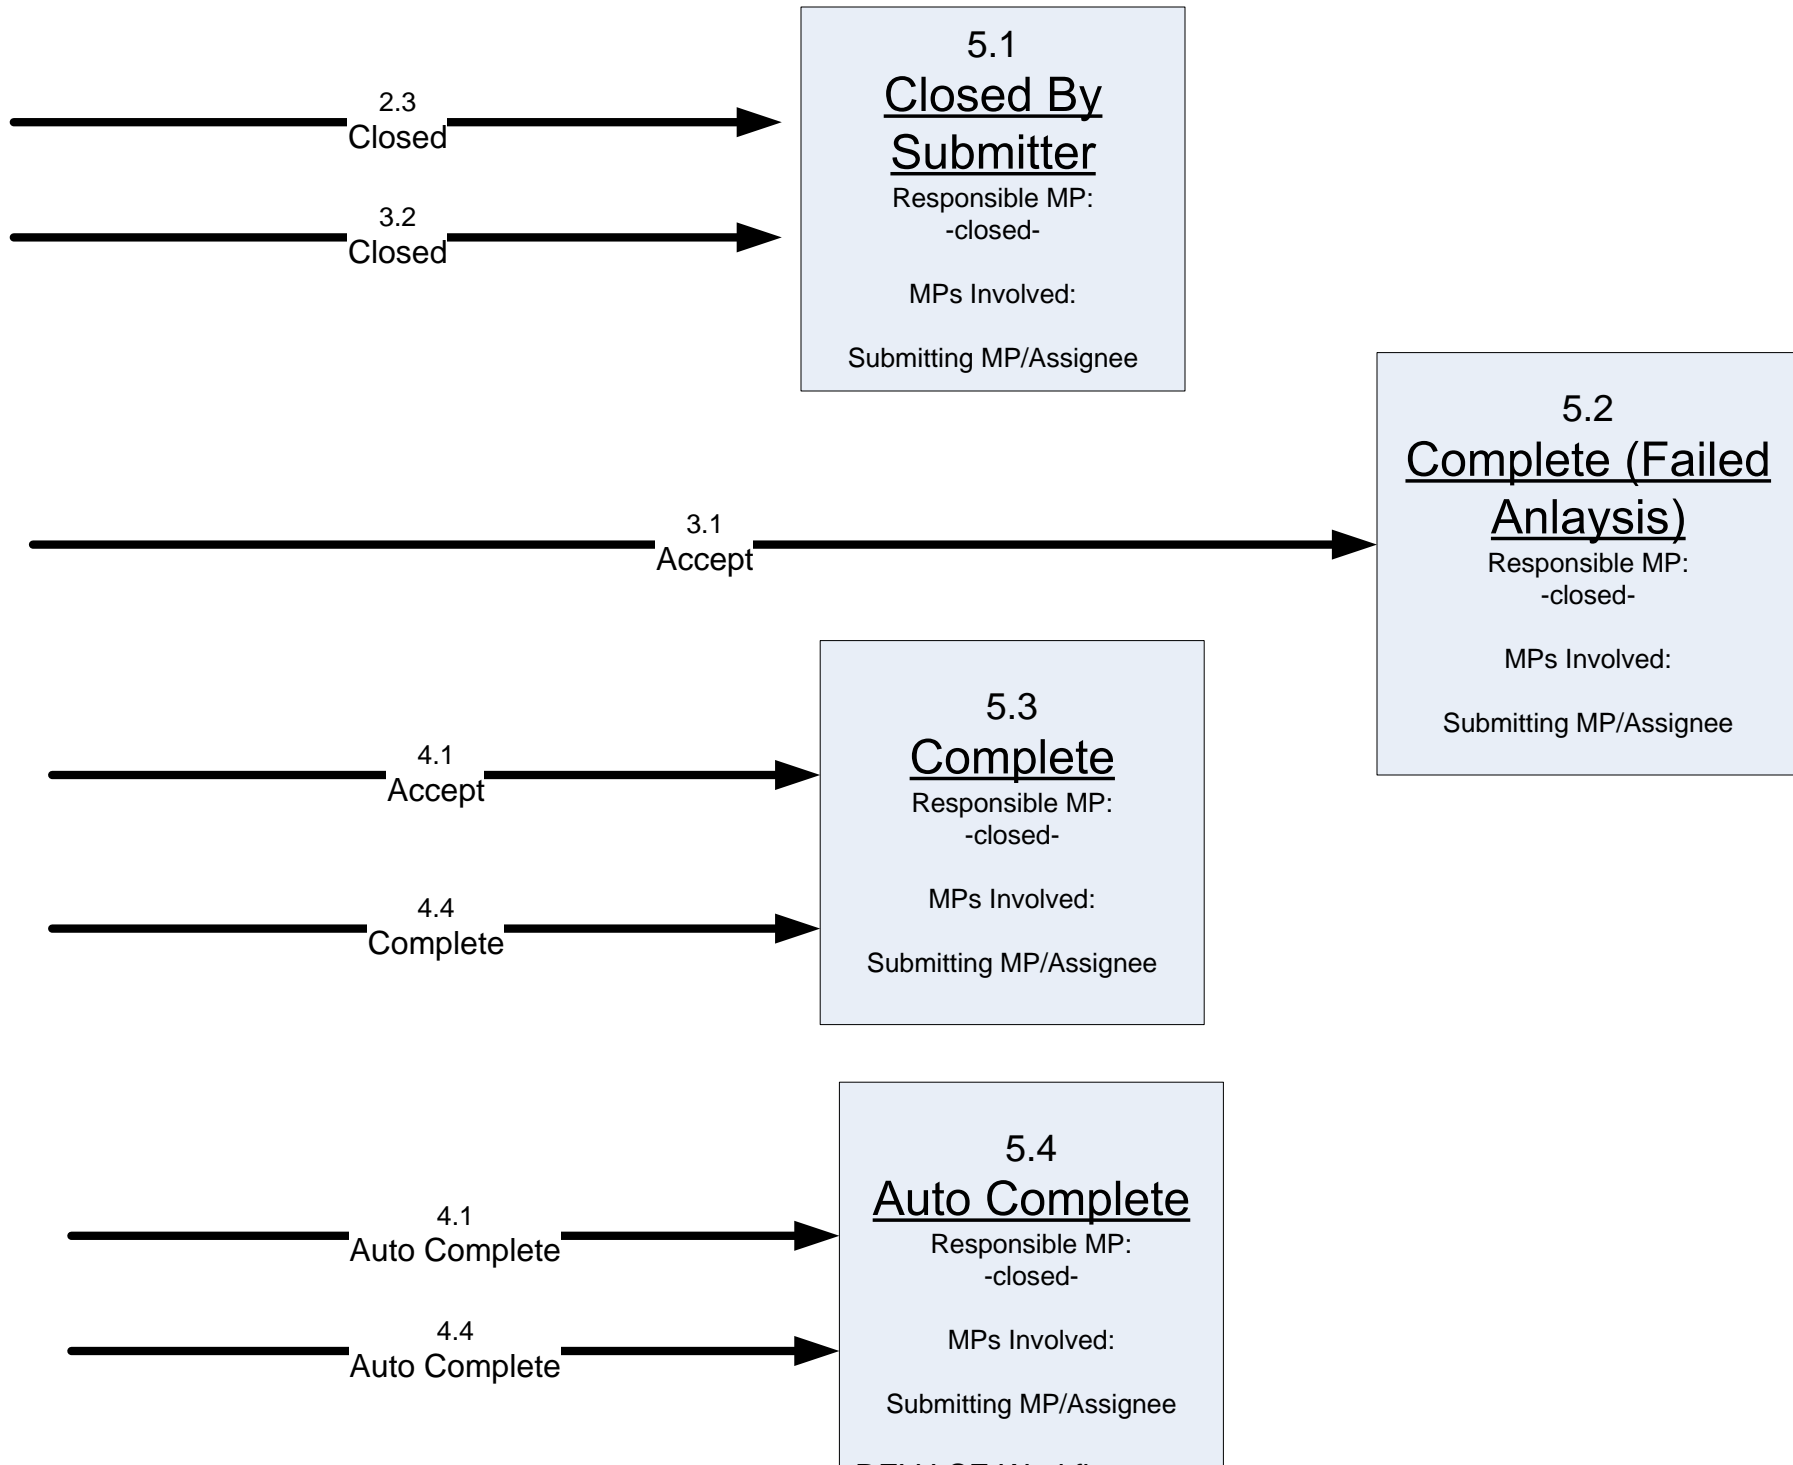 5.1
Closed By
Submitter
Responsible MP:
-closed-
MPs Involved:
Submitting MP/Assignee
2.3
Closed
3.2
Closed
5.2
Complete (Failed
Anlaysis)
Responsible MP:
-closed-
MPs Involved:
Submitting MP/Assignee
3.1
Accept
5.3
Complete
Responsible MP:
-closed-
MPs Involved:
Submitting MP/Assignee
4.1
Accept
4.4
Complete
5.4
Auto Complete
Responsible MP:
-closed-
MPs Involved:
Submitting MP/Assignee
4.1
Auto Complete
4.4
Auto Complete